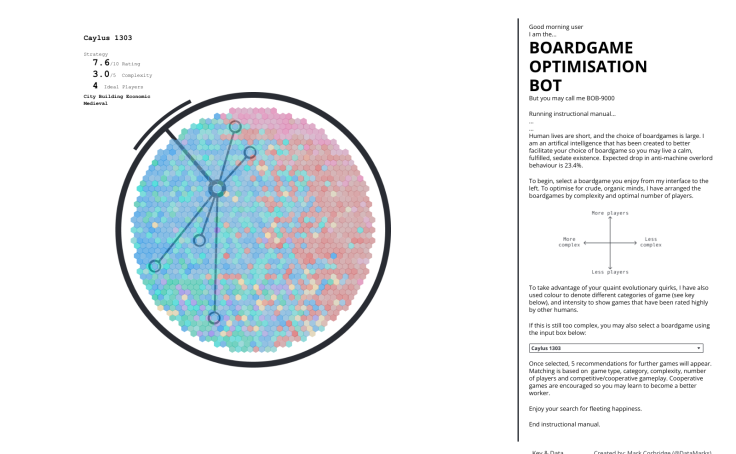 Caylus 1303
Strategy
7.6/10 Rating
3.0/5 Complexity
4 Ideal Players
City Building Economic
Medieval
Good morning user
I am the...
BOARDGAME
OPTIMISATION
BOT
But you may call me BOB-9000
Running instructional manual...
...
...
Human lives are short, and the choice of boardgames is large. I
am an artifical intelligence that has been created to better
facilitate your choice of boardgame so you may live a calm,
fulfilled, sedate existence. Expected drop in anti-machine overlord
behaviour is 23.4%.
To begin, select a boardgame you enjoy from my interface to the
left. To optimise for crude, organic minds, I have arranged the
boardgames by complexity and optimal number of players.
More players
More
complex
Less
complex
Less players
To take advantage of your quaint evolutionary quirks, I have also
used colour to denote different categories of game (see key
below), and intensity to show games that have been rated highly
by other humans.
If this is still too complex, you may also select a boardgame using
the input box below:
Caylus 1303
Once selected, 5 recommendations for further games will appear.
Matching is based on game type, category, complexity, number
of players and competitive/cooperative gameplay. Cooperative
games are encouraged so you may learn to become a better
worker.
Enjoy your search for fleeting happiness.
End instructional manual.
Key & Data
Created by: Mark Corbridge (@DataMarks)